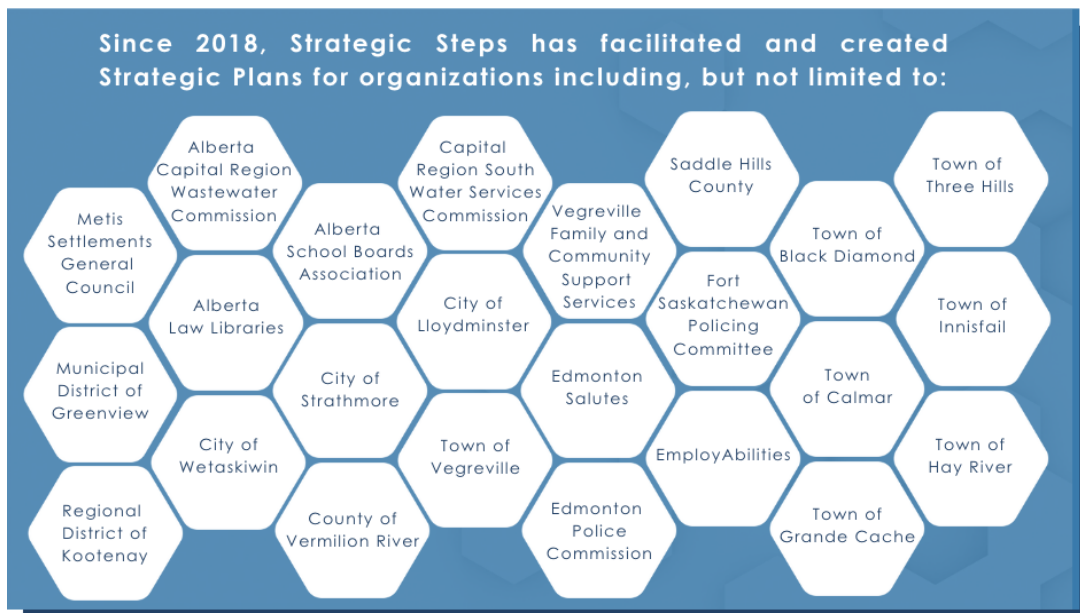 Since 2018, Strategic Steps has facilitated and created
Strategic Plans for organizations including, but not limited to:
Metis
Settlements
General
Council
Municipal
District of
Greenview
Regional
District of
Kootenay
Alberta
Capital Region
Wastewater
Commission
Alberta
Law Libraries
City of
Wetaskiwin
Alberta
School Boards
Association
City of
Strathmore
County of
Vermilion River
Capital
Region South
Water Services
Commission
City of
Lloydminster
Town of
Vegreville
Vegreville
Family and
Community
Support
Services
Edmonton
Salutes
Edmonton
Police
Commission
Saddle Hills
County
Fort
Saskatchewan
Policing
Committee
EmployAbilities
Town of
Black Diamond
Town
of Calmar
Town of
Grande Cache
Town of
Three Hills
Town of
Innisfail
Town of
Hay River